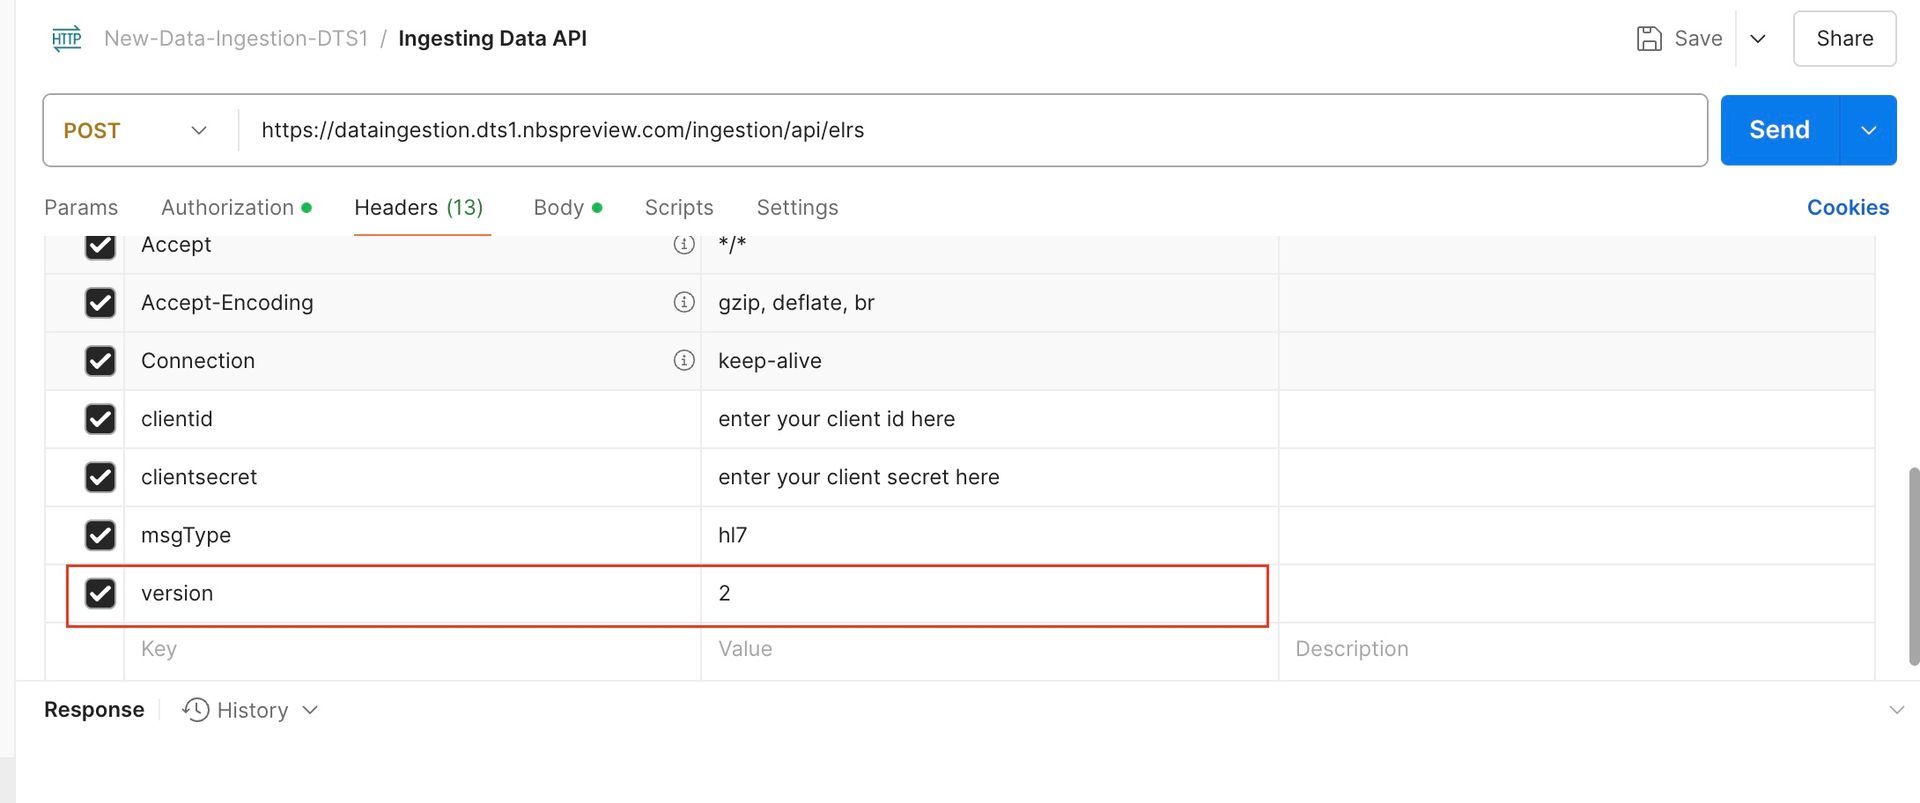 HTTP New-Data-Ingestion-DTS1 / Ingesting Data API Save Share
POST https://dataingestion.dts1.nbspreview.com/ingestion/api/elrs Send
Params Authorization Headers (13) Body Scripts Settings Cookies
Accept */*
Accept-Encoding gzip, deflate, br
Connection keep-alive
clientid enter your client id here
clientsecret enter your client secret here
msgType hl7
version 2
Key Value Description
Response History